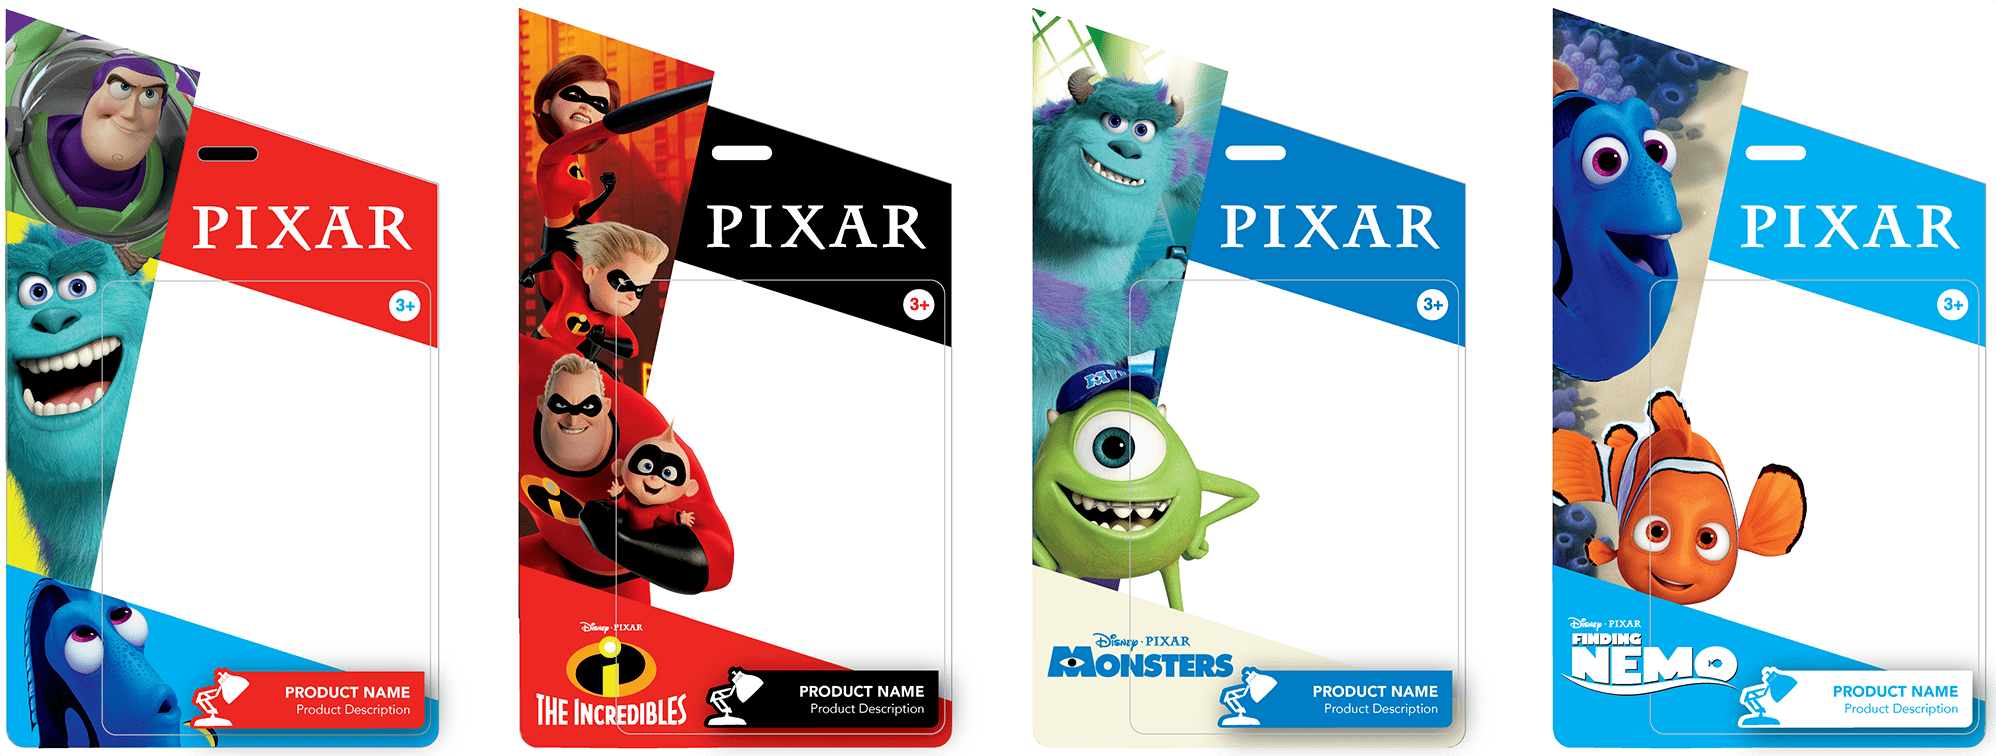 PIXAR
3+
PRODUCT NAME
Product Description
PIXAR
3+
Disney · PIXAR
THE INCREDIBLES
PRODUCT NAME
Product Description
PIXAR
3+
MU
Disney · PIXAR
MONSTERS
PRODUCT NAME
Product Description
PIXAR
3+
Disney · PIXAR
FINDING
NEMO
PRODUCT NAME
Product Description